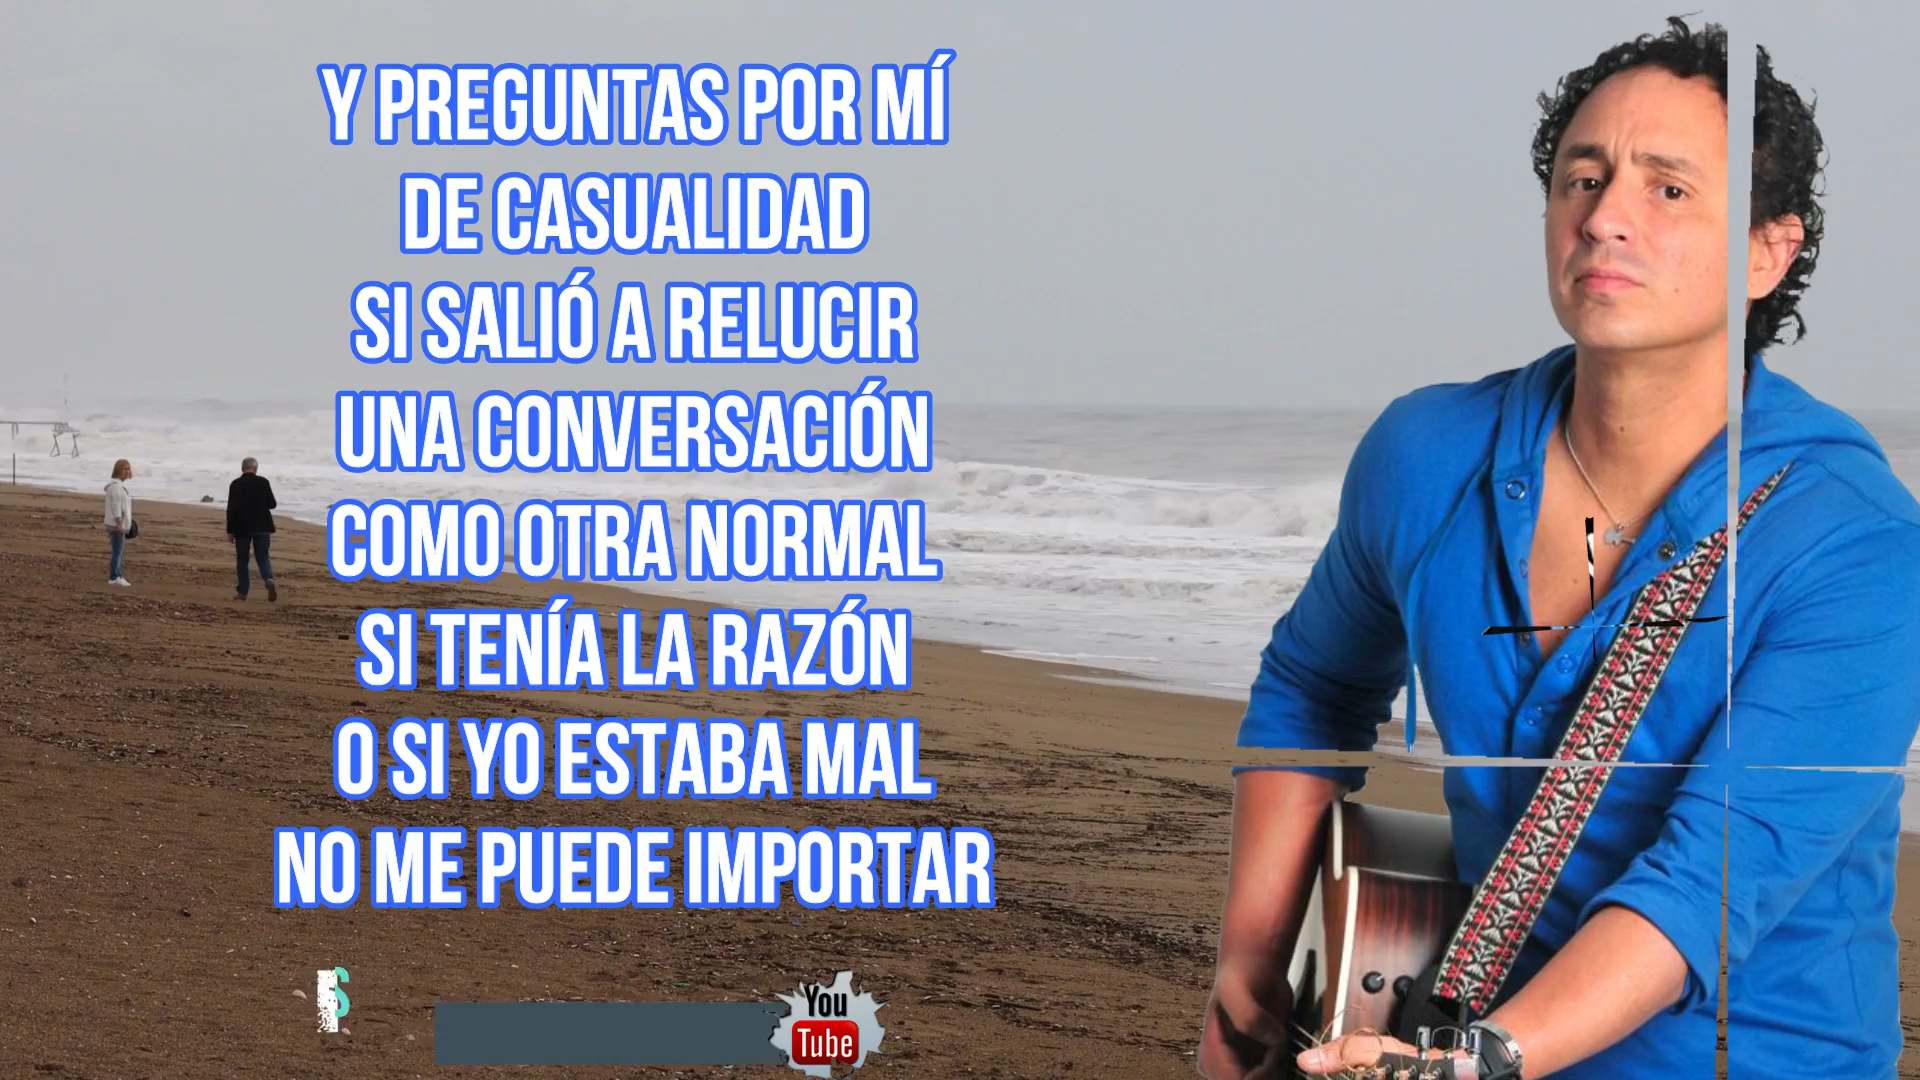 Y PREGUNTAS POR MÍ
DE CASUALIDAD
SI SALIÓ A RELUCIR
UNA CONVERSACIÓN
COMO OTRA NORMAL
SI TENÍA LA RAZÓN
O SI YO ESTABA MAL
NO ME PUEDE IMPORTAR
You
Tube